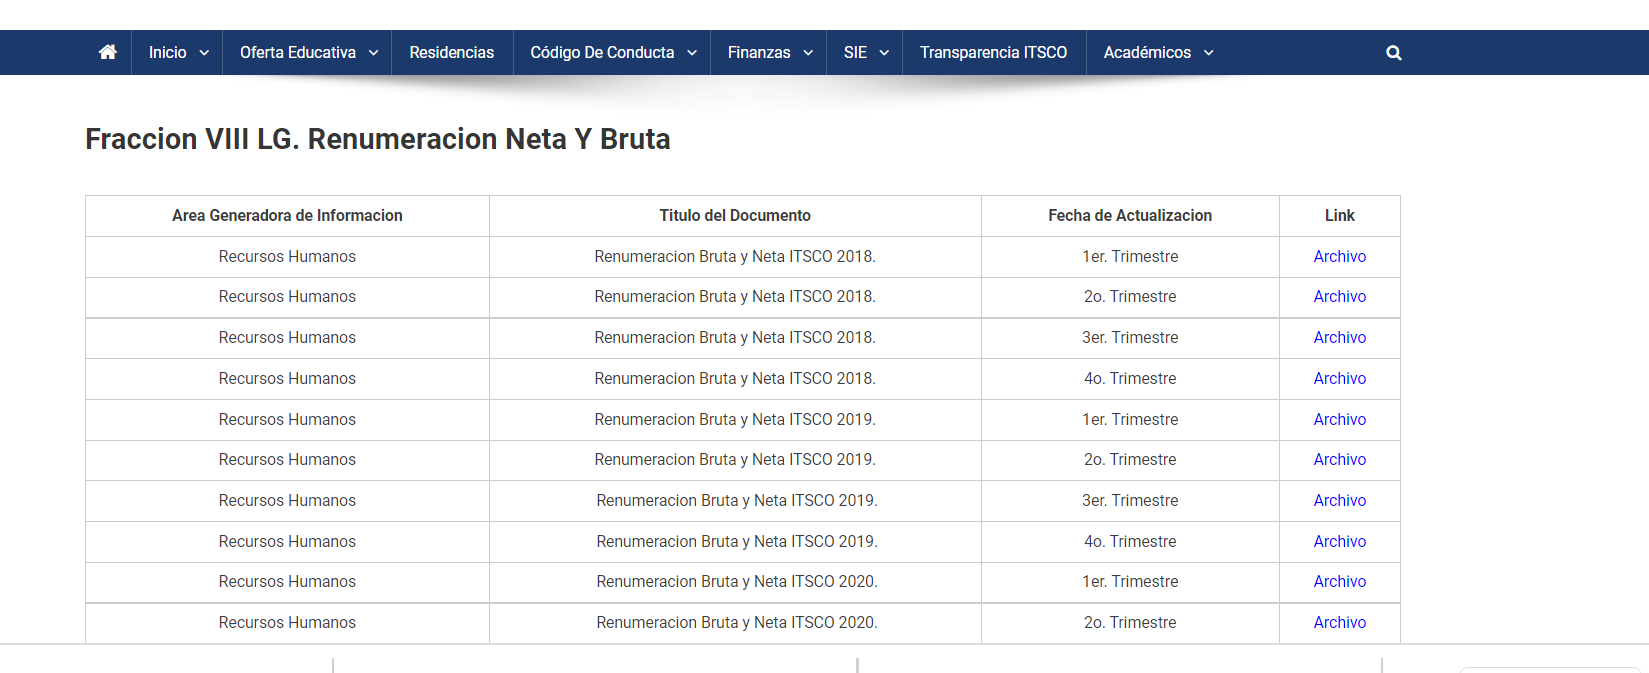 Inicio Oferta Educativa Residencias Código De Conducta Finanzas SIE Transparencia ITSCO Académicos
Fraccion VIII LG. Renumeracion Neta Y Bruta
Area Generadora de Informacion Titulo del Documento Fecha de Actualizacion Link
Recursos Humanos Renumeracion Bruta y Neta ITSCO 2018. 1er. Trimestre Archivo
Recursos Humanos Renumeracion Bruta y Neta ITSCO 2018. 2o. Trimestre Archivo
Recursos Humanos Renumeracion Bruta y Neta ITSCO 2018. 3er. Trimestre Archivo
Recursos Humanos Renumeracion Bruta y Neta ITSCO 2018. 4o. Trimestre Archivo
Recursos Humanos Renumeracion Bruta y Neta ITSCO 2019. 1er. Trimestre Archivo
Recursos Humanos Renumeracion Bruta y Neta ITSCO 2019. 2o. Trimestre Archivo
Recursos Humanos Renumeracion Bruta y Neta ITSCO 2019. 3er. Trimestre Archivo
Recursos Humanos Renumeracion Bruta y Neta ITSCO 2019. 4o. Trimestre Archivo
Recursos Humanos Renumeracion Bruta y Neta ITSCO 2020. 1er. Trimestre Archivo
Recursos Humanos Renumeracion Bruta y Neta ITSCO 2020. 2o. Trimestre Archivo